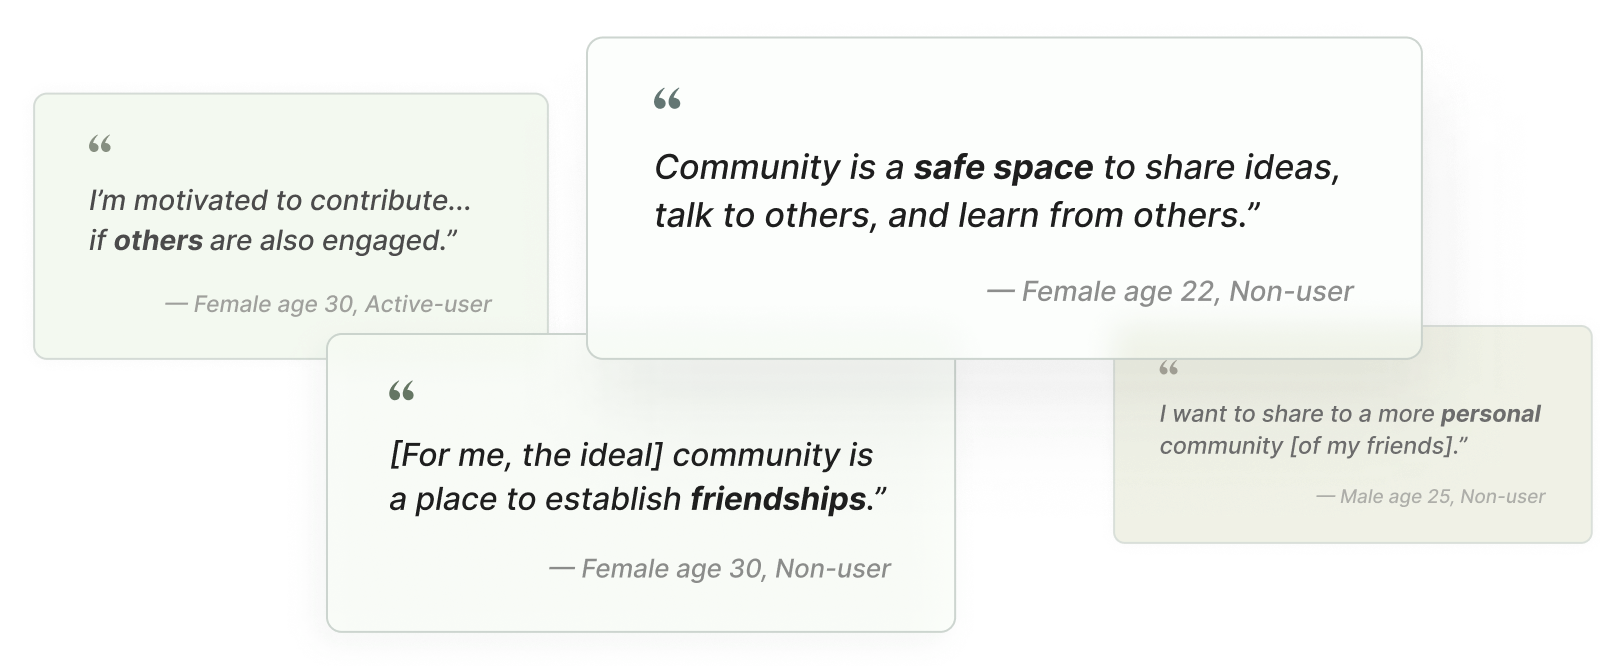 “
I’m motivated to contribute...
if others are also engaged.”
— Female age 30, Active-user
“
Community is a safe space to share ideas,
talk to others, and learn from others.”
— Female age 22, Non-user
“
[For me, the ideal] community is
a place to establish friendships.”
— Female age 30, Non-user
“
I want to share to a more personal
community [of my friends].”
— Male age 25, Non-user